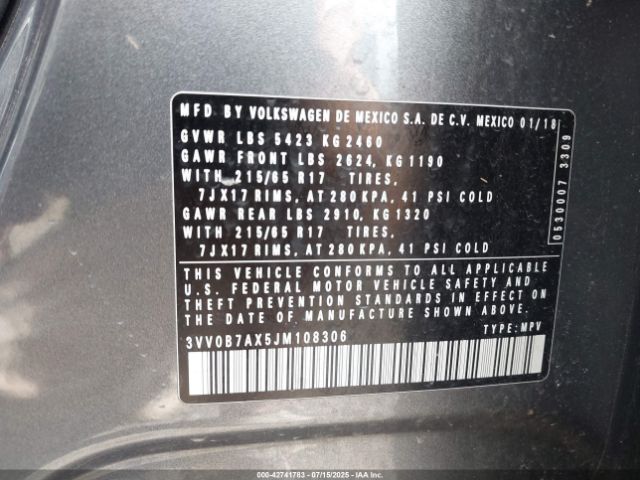 MFD. BY VOLKSWAGEN DE MEXICO S.A. DE C.V. MEXICO 01/18
GVWR LBS 5423 KG 2460
GAWR FRONT LBS 2624, KG 1190
WITH 215/65 R17 TIRES,
7JX17 RIMS, AT 280 KPA, 41 PSI COLD
GAWR REAR LBS 2910, KG 1320
WITH 215/65 R17 TIRES,
7JX17 RIMS, AT 280 KPA, 41 PSI COLD
0530007 3309
THIS VEHICLE CONFORMS TO ALL APPLICABLE
U.S. FEDERAL MOTOR VEHICLE SAFETY AND
THEFT PREVENTION STANDARDS IN EFFECT ON
THE DATE OF MANUFACTURE SHOWN ABOVE.
3VV0B7AX5JM108306 TYPE: MPV
000-42741763 - 07/15/2025 - IAA Inc.